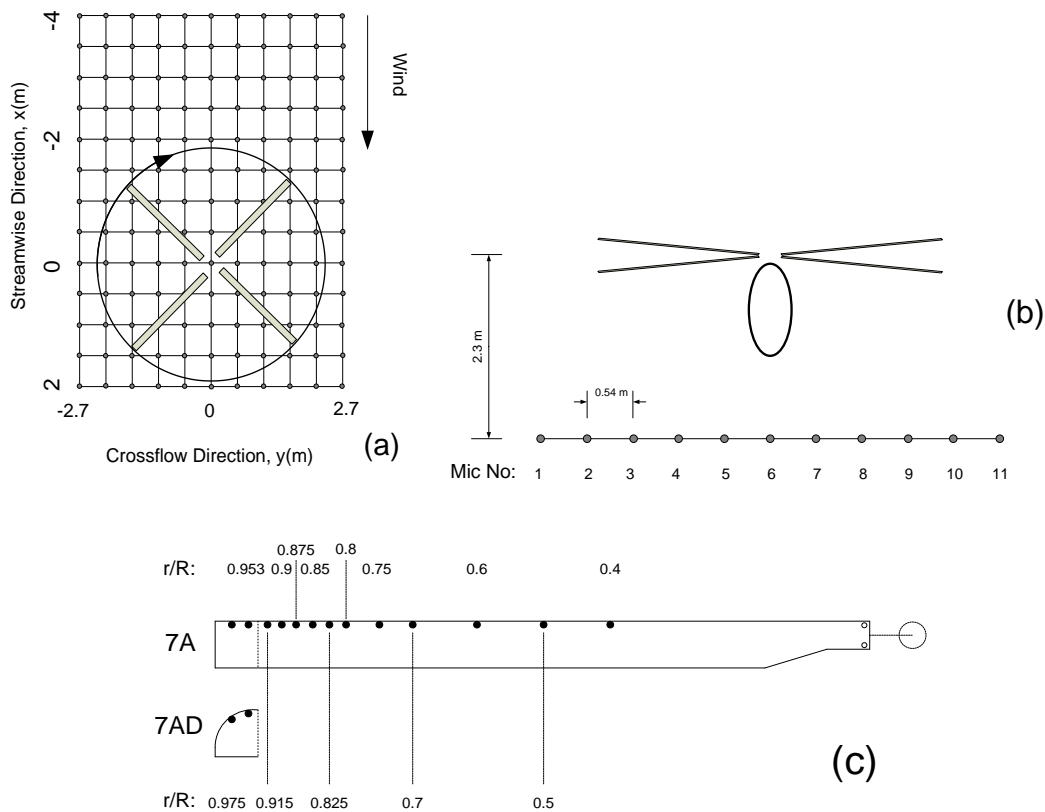 -4
-2
0
2
Streamwise Direction, x(m)
Wind
-2.7
0
2.7
Crossflow Direction, y(m)
(a)
2.3 m
0.54 m
(b)
Mic No: 1 2 3 4 5 6 7 8 9 10 11
0.875 0.8
r/R: 0.953 0.9 0.85 0.75 0.6 0.4
7A
7AD
(c)
r/R: 0.975 0.915 0.825 0.7 0.5